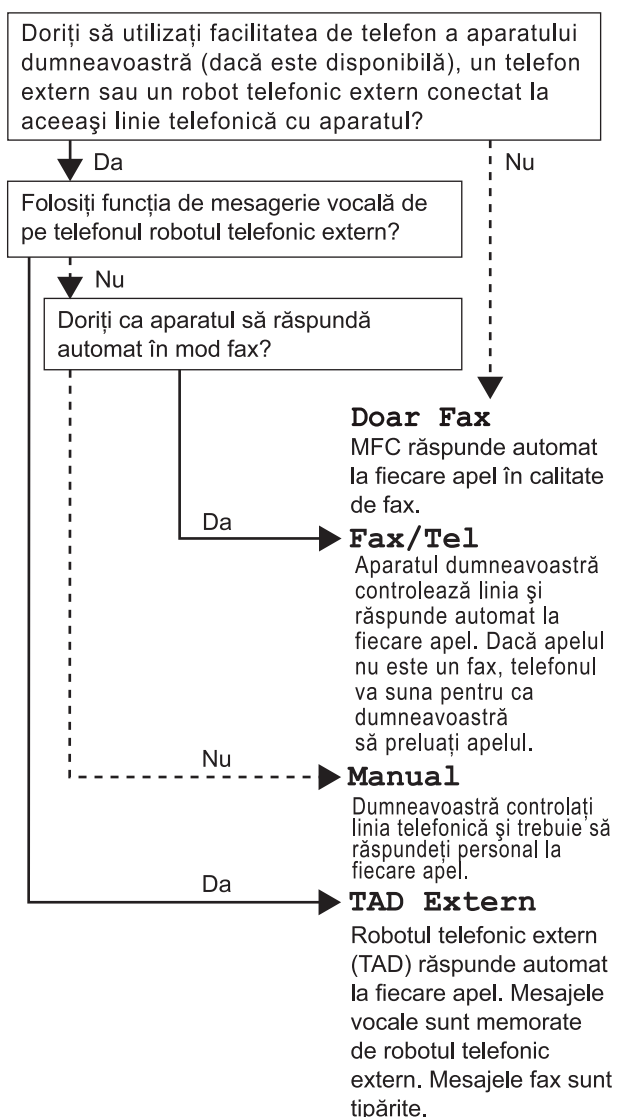 Doriți să utilizați facilitatea de telefon a aparatului
dumneavoastră (dacă este disponibilă), un telefon
extern sau un robot telefonic extern conectat la
aceeaşi linie telefonică cu aparatul?
Da
Nu
Folosiți funcția de mesagerie vocală de
pe telefonul robotul telefonic extern?
Nu
Doriți ca aparatul să răspundă
automat în mod fax?
Doar Fax
MFC răspunde automat
la fiecare apel în calitate
de fax.
Da
Fax/Tel
Aparatul dumneavoastră
controlează linia şi
răspunde automat la
fiecare apel. Dacă apelul
nu este un fax, telefonul
va suna pentru ca
dumneavoastră
să preluați apelul.
Nu
Manual
Dumneavoastră controlați
linia telefonică şi trebuie să
răspundeți personal la
fiecare apel.
Da
TAD Extern
Robotul telefonic extern
(TAD) răspunde automat
la fiecare apel. Mesajele
vocale sunt memorate
de robotul telefonic
extern. Mesajele fax sunt
tipărite.